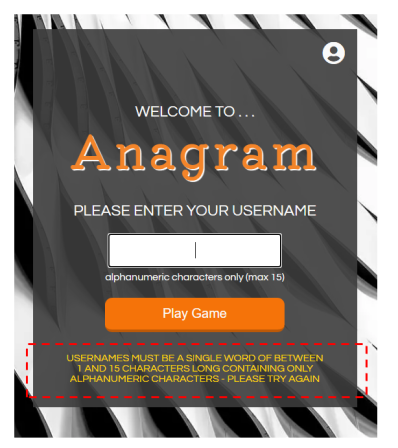 WELCOME TO . . .
Anagram
PLEASE ENTER YOUR USERNAME
alphanumeric characters only (max 15)
Play Game
USERNAMES MUST BE A SINGLE WORD OF BETWEEN
1 AND 15 CHARACTERS LONG CONTAINING ONLY
ALPHANUMERIC CHARACTERS - PLEASE TRY AGAIN